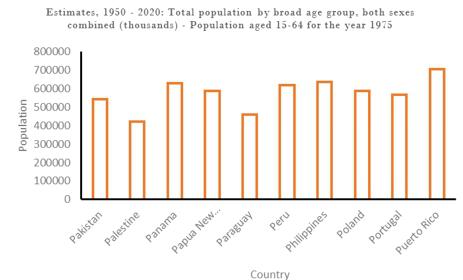 Estimates, 1950 - 2020: Total population by broad age group, both sexes
combined (thousands) - Population aged 15-64 for the year 1975
800000
700000
600000
500000
400000
300000
200000
100000
0
Population
Pakistan
Palestine
Panama
Papua New...
Paraguay
Peru
Philippines
Poland
Portugal
Puerto Rico
Country